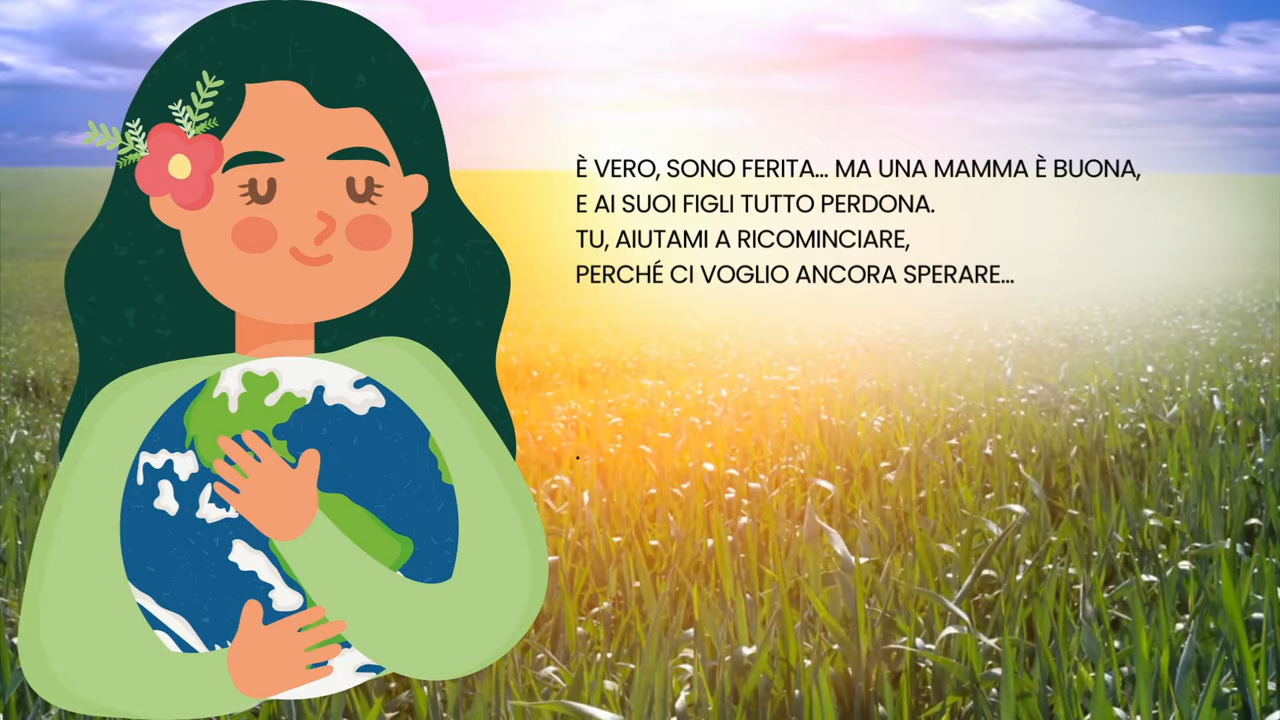 È VERO, SONO FERITA... MA UNA MAMMA È BUONA,
E AI SUOI FIGLI TUTTO PERDONA.
TU, AIUTAMI A RICOMINCIARE,
PERCHÉ CI VOGLIO ANCORA SPERARE...
.